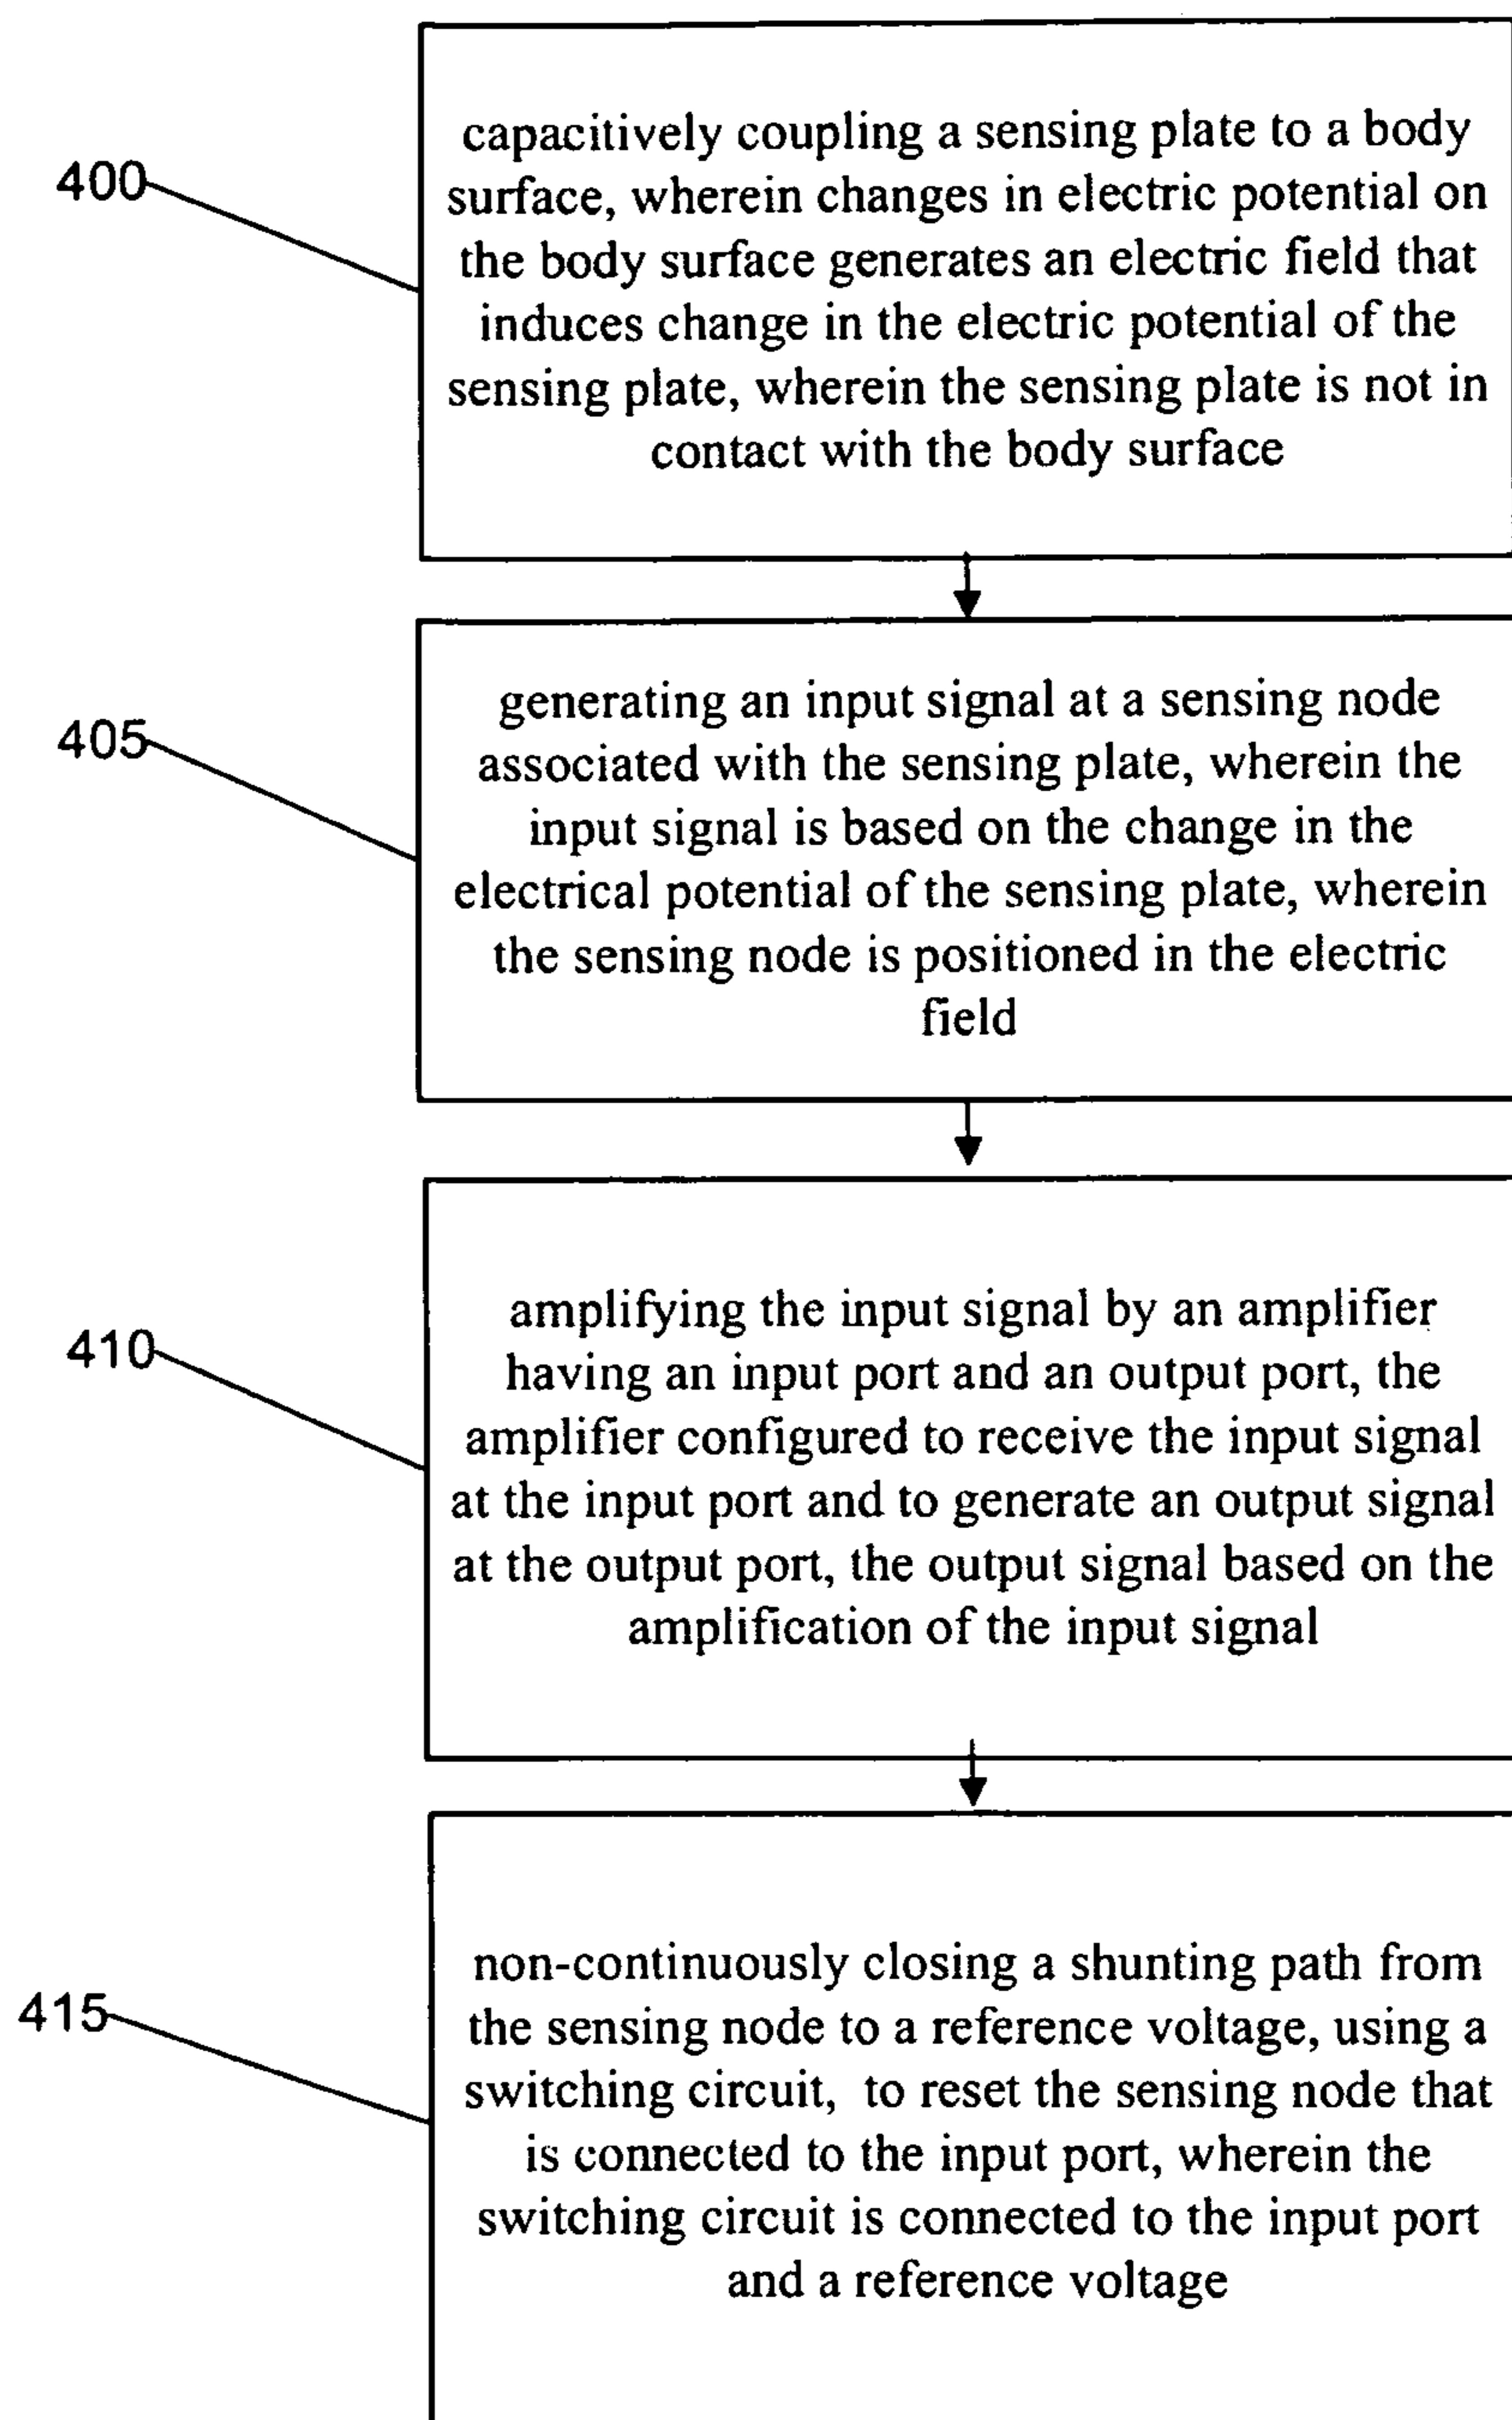 400
capacitively coupling a sensing plate to a body
surface, wherein changes in electric potential on
the body surface generates an electric field that
induces change in the electric potential of the
sensing plate, wherein the sensing plate is not in
contact with the body surface
405
generating an input signal at a sensing node
associated with the sensing plate, wherein the
input signal is based on the change in the
electrical potential of the sensing plate, wherein
the sensing node is positioned in the electric
field
410
amplifying the input signal by an amplifier
having an input port and an output port, the
amplifier configured to receive the input signal
at the input port and to generate an output signal
at the output port, the output signal based on the
amplification of the input signal
415
non-continuously closing a shunting path from
the sensing node to a reference voltage, using a
switching circuit, to reset the sensing node that
is connected to the input port, wherein the
switching circuit is connected to the input port
and a reference voltage